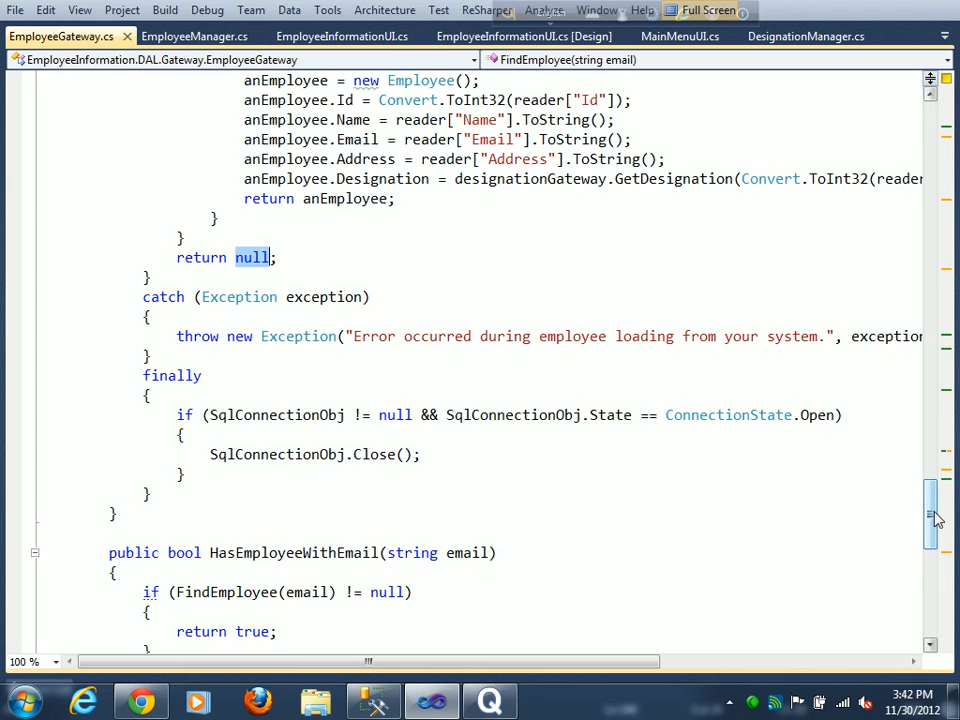 File Edit View Project Build Debug Team Data Tools Architecture Test ReSharper Analyze Window Help Full Screen
EmployeeGateway.cs EmployeeManager.cs EmployeeInformationUI.cs EmployeeInformationUI.cs [Design] MainMenuUI.cs DesignationManager.cs
EmployeeInformation.DAL.Gateway.EmployeeGateway FindEmployee(string email)
anEmployee = new Employee();
anEmployee.Id = Convert.ToInt32(reader["Id"]);
anEmployee.Name = reader["Name"].ToString();
anEmployee.Email = reader["Email"].ToString();
anEmployee.Address = reader["Address"].ToString();
anEmployee.Designation = designationGateway.GetDesignation(Convert.ToInt32(reader
return anEmployee;
}
}
return null;
}
catch (Exception exception)
{
throw new Exception("Error occurred during employee loading from your system.", exception
}
finally
{
if (SqlConnectionObj != null && SqlConnectionObj.State == ConnectionState.Open)
{
SqlConnectionObj.Close();
}
}
}
public bool HasEmployeeWithEmail(string email)
{
if (FindEmployee(email) != null)
{
return true;
}
100 %
3:42 PM
11/30/2012